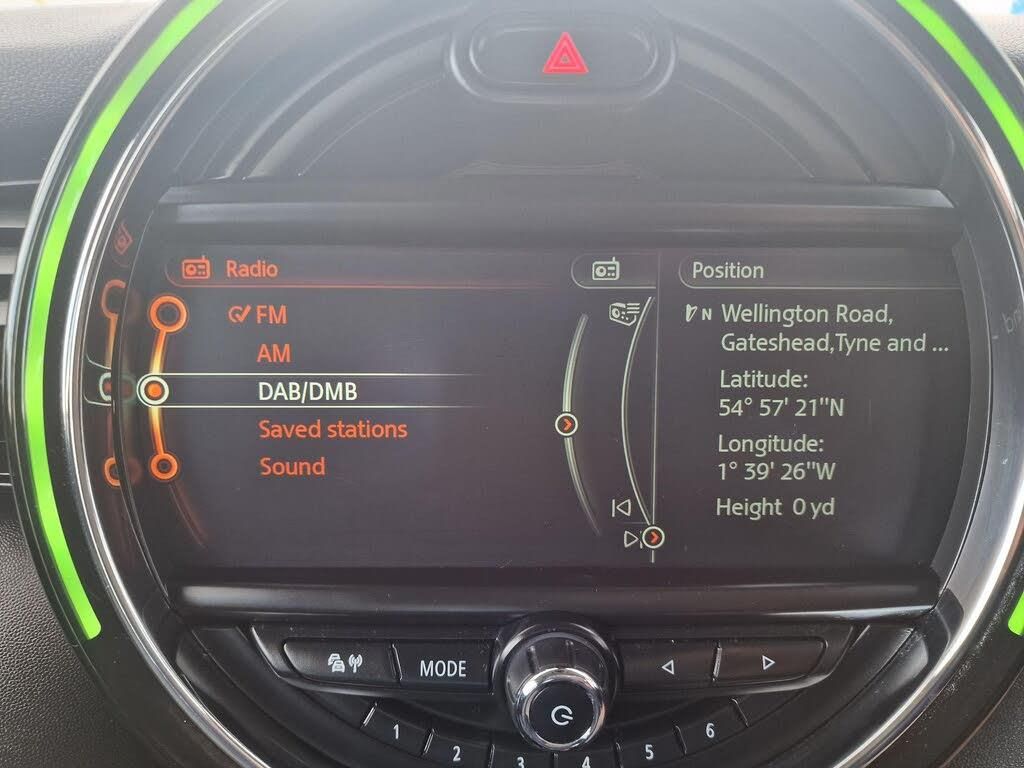 Radio
FM
AM
DAB/DMB
Saved stations
Sound
Position
N Wellington Road,
Gateshead,Tyne and ...
Latitude:
54° 57' 21"N
Longitude:
1° 39' 26"W
Height 0 yd
MODE
1
2
3
4
5
6